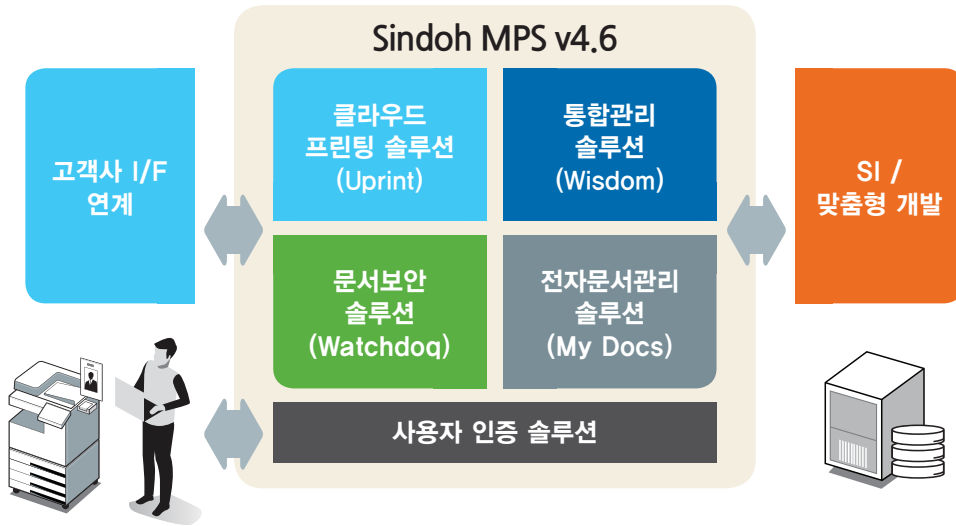 Sindoh MPS v4.6
고객사 I/F
연계
클라우드
프린팅 솔루션
(Uprint)
통합관리
솔루션
(Wisdom)
SI /
맞춤형 개발
문서보안
솔루션
(Watchdoq)
전자문서관리
솔루션
(My Docs)
사용자 인증 솔루션